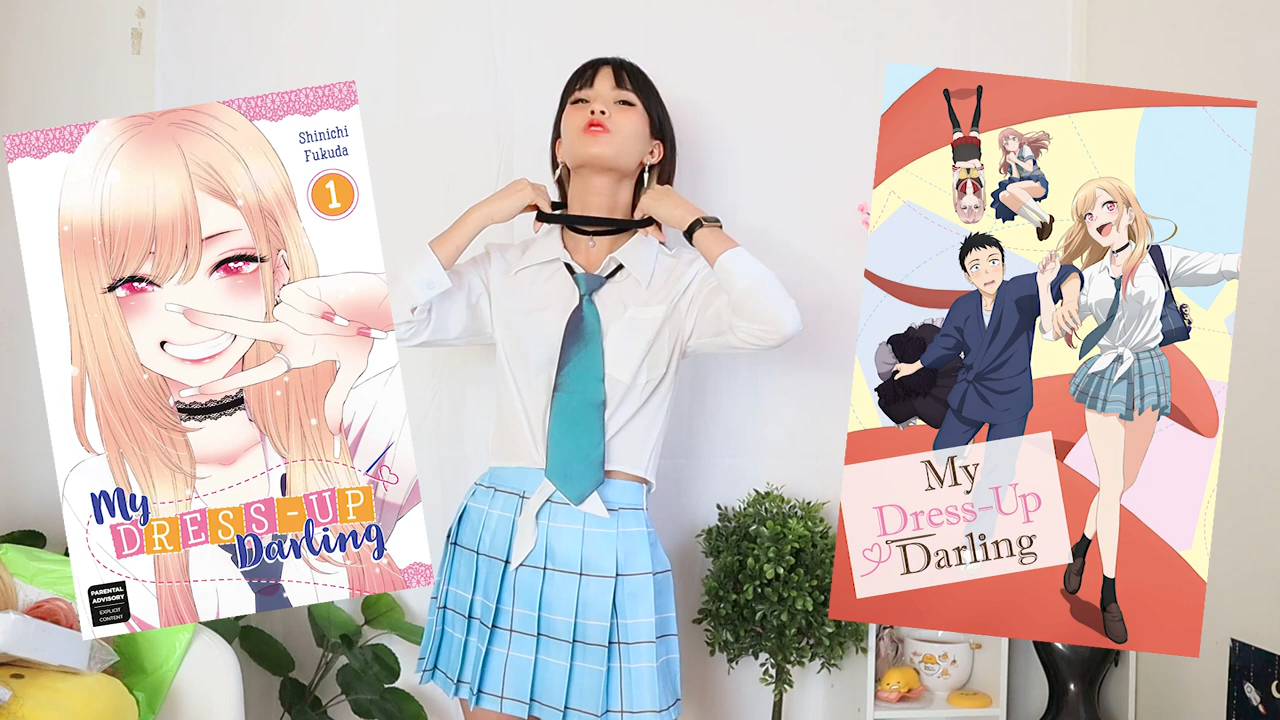 Shinichi
Fukuda
1
My
DRESS-UP
Darling
PARENTAL
ADVISORY
EXPLICIT
CONTENT
My
Dress-Up
Darling